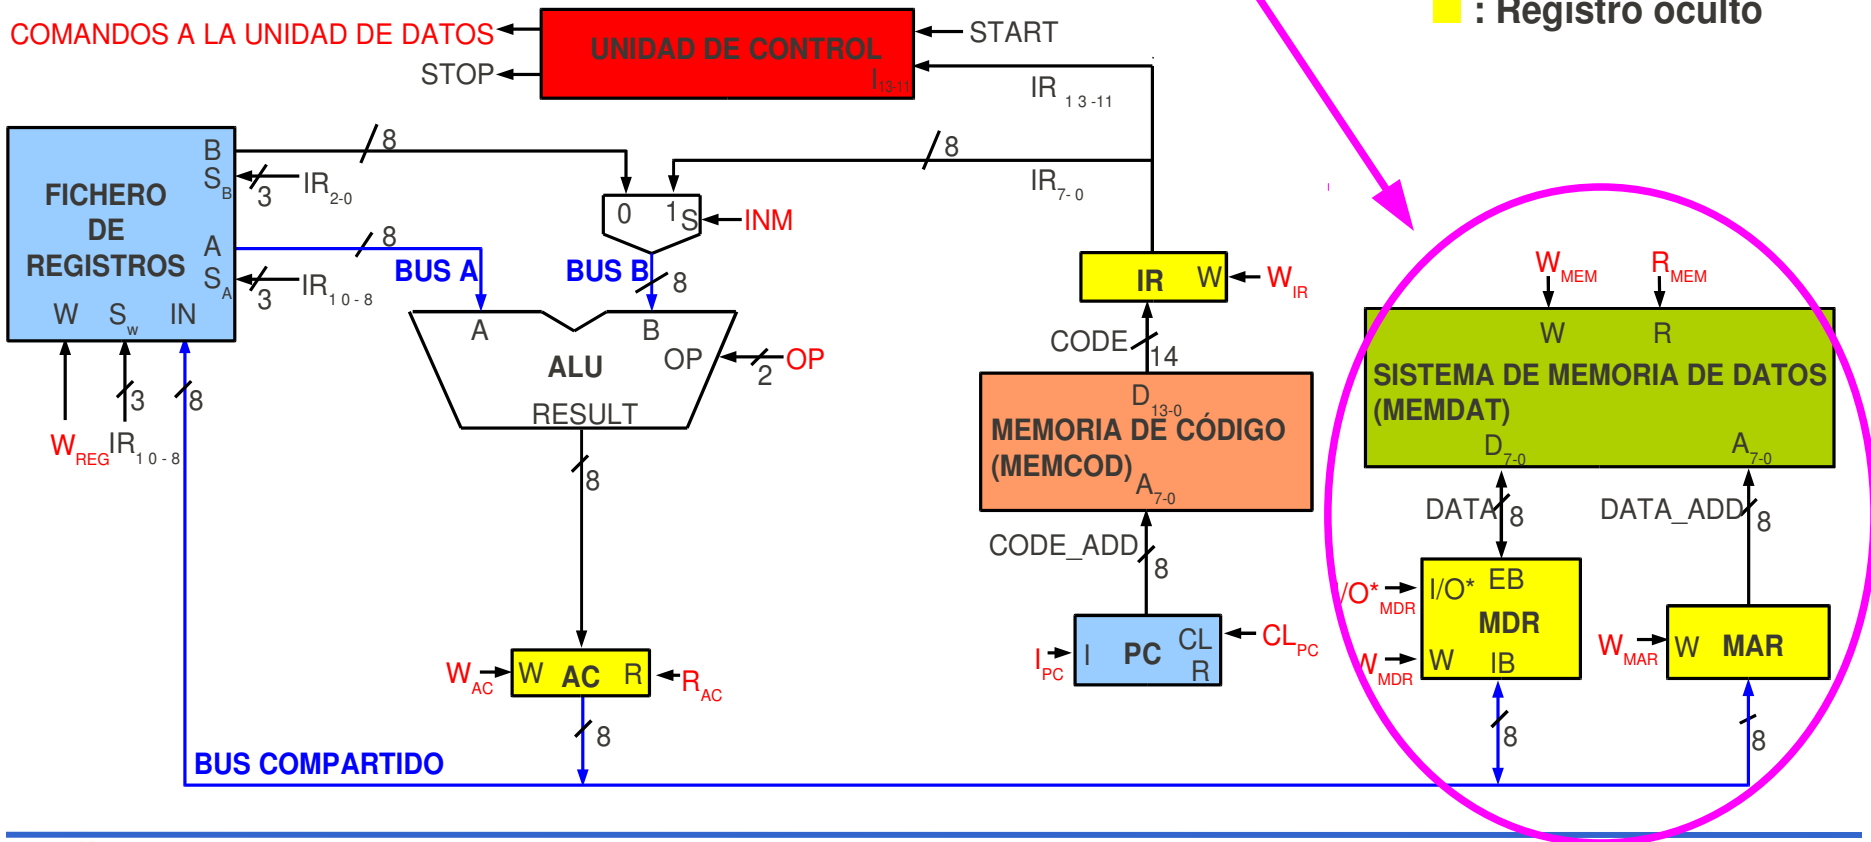 : Registro oculto
COMANDOS A LA UNIDAD DE DATOS
STOP
UNIDAD DE CONTROL
I13-11
START
IR 13-11
8
8
IR7-0
FICHERO
DE
REGISTROS
B
SB
3
IR2-0
A
SA
3
IR10-8
8
W
Sw
IN
WREG
3
IR10-8
8
0
1
S
INM
BUS A
BUS B
8
A
B
ALU
OP
2
OP
RESULT
8
WAC
W
AC
R
RAC
8
BUS COMPARTIDO
IR
W
WIR
CODE
14
D13-0
MEMORIA DE CÓDIGO
(MEMCOD)
A7-0
CODE_ADD
8
IPC
I
PC
CL
R
CLPC
WMEM
RMEM
W
R
SISTEMA DE MEMORIA DE DATOS
(MEMDAT)
D7-0
A7-0
DATA
8
DATA_ADD
8
/O*MDR
I/O*
EB
MDR
WMDR
W
IB
8
WMAR
W
MAR
8